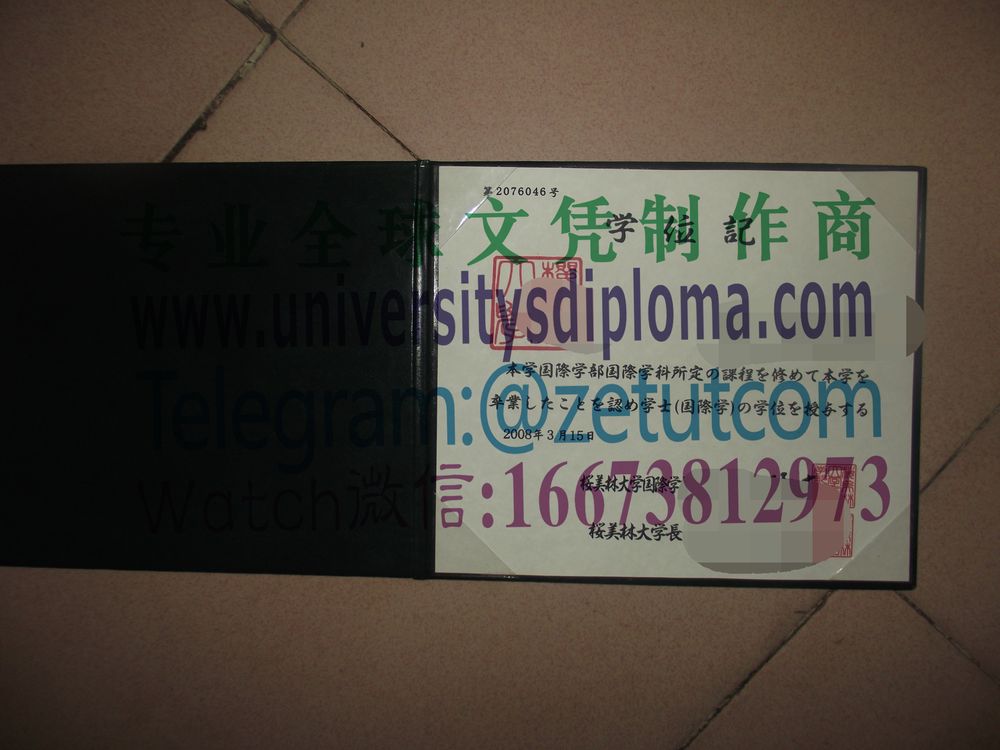 第2076046号
专业全球文凭制作商
学位記
www.universitysdiploma.com
本学国際学部国際学科所定の課程を修めて本学を
Telegram:@zetutcom
卒業したことを認め学士(国際学)の学位を授与する
2008年3月15日
Watch微信:16673812973
桜美林大学国際学
桜美林大学長